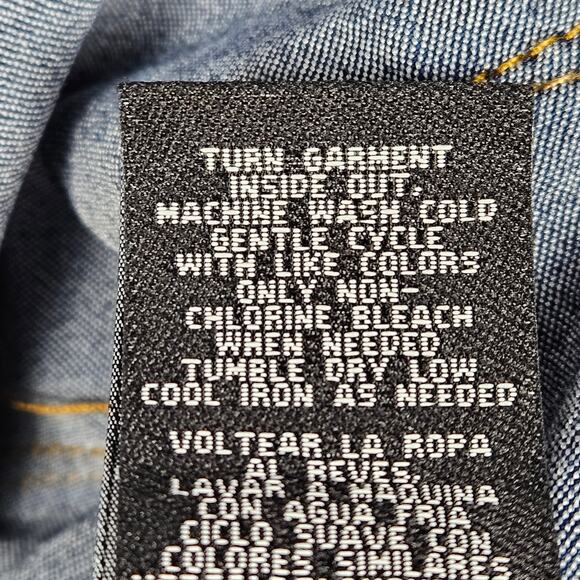 TURN GARMENT
INSIDE OUT,
MACHINE WASH COLD
GENTLE CYCLE
WITH LIKE COLORS
ONLY NON-
CHLORINE BLEACH
WHEN NEEDED
TUMBLE DRY LOW
COOL IRON AS NEEDED
VOLTEAR LA ROPA
AL REVES,
LAVAR A MAQUINA
CON AGUA FRIA
CICLO SUAVE CON
COLORES SIMILARES